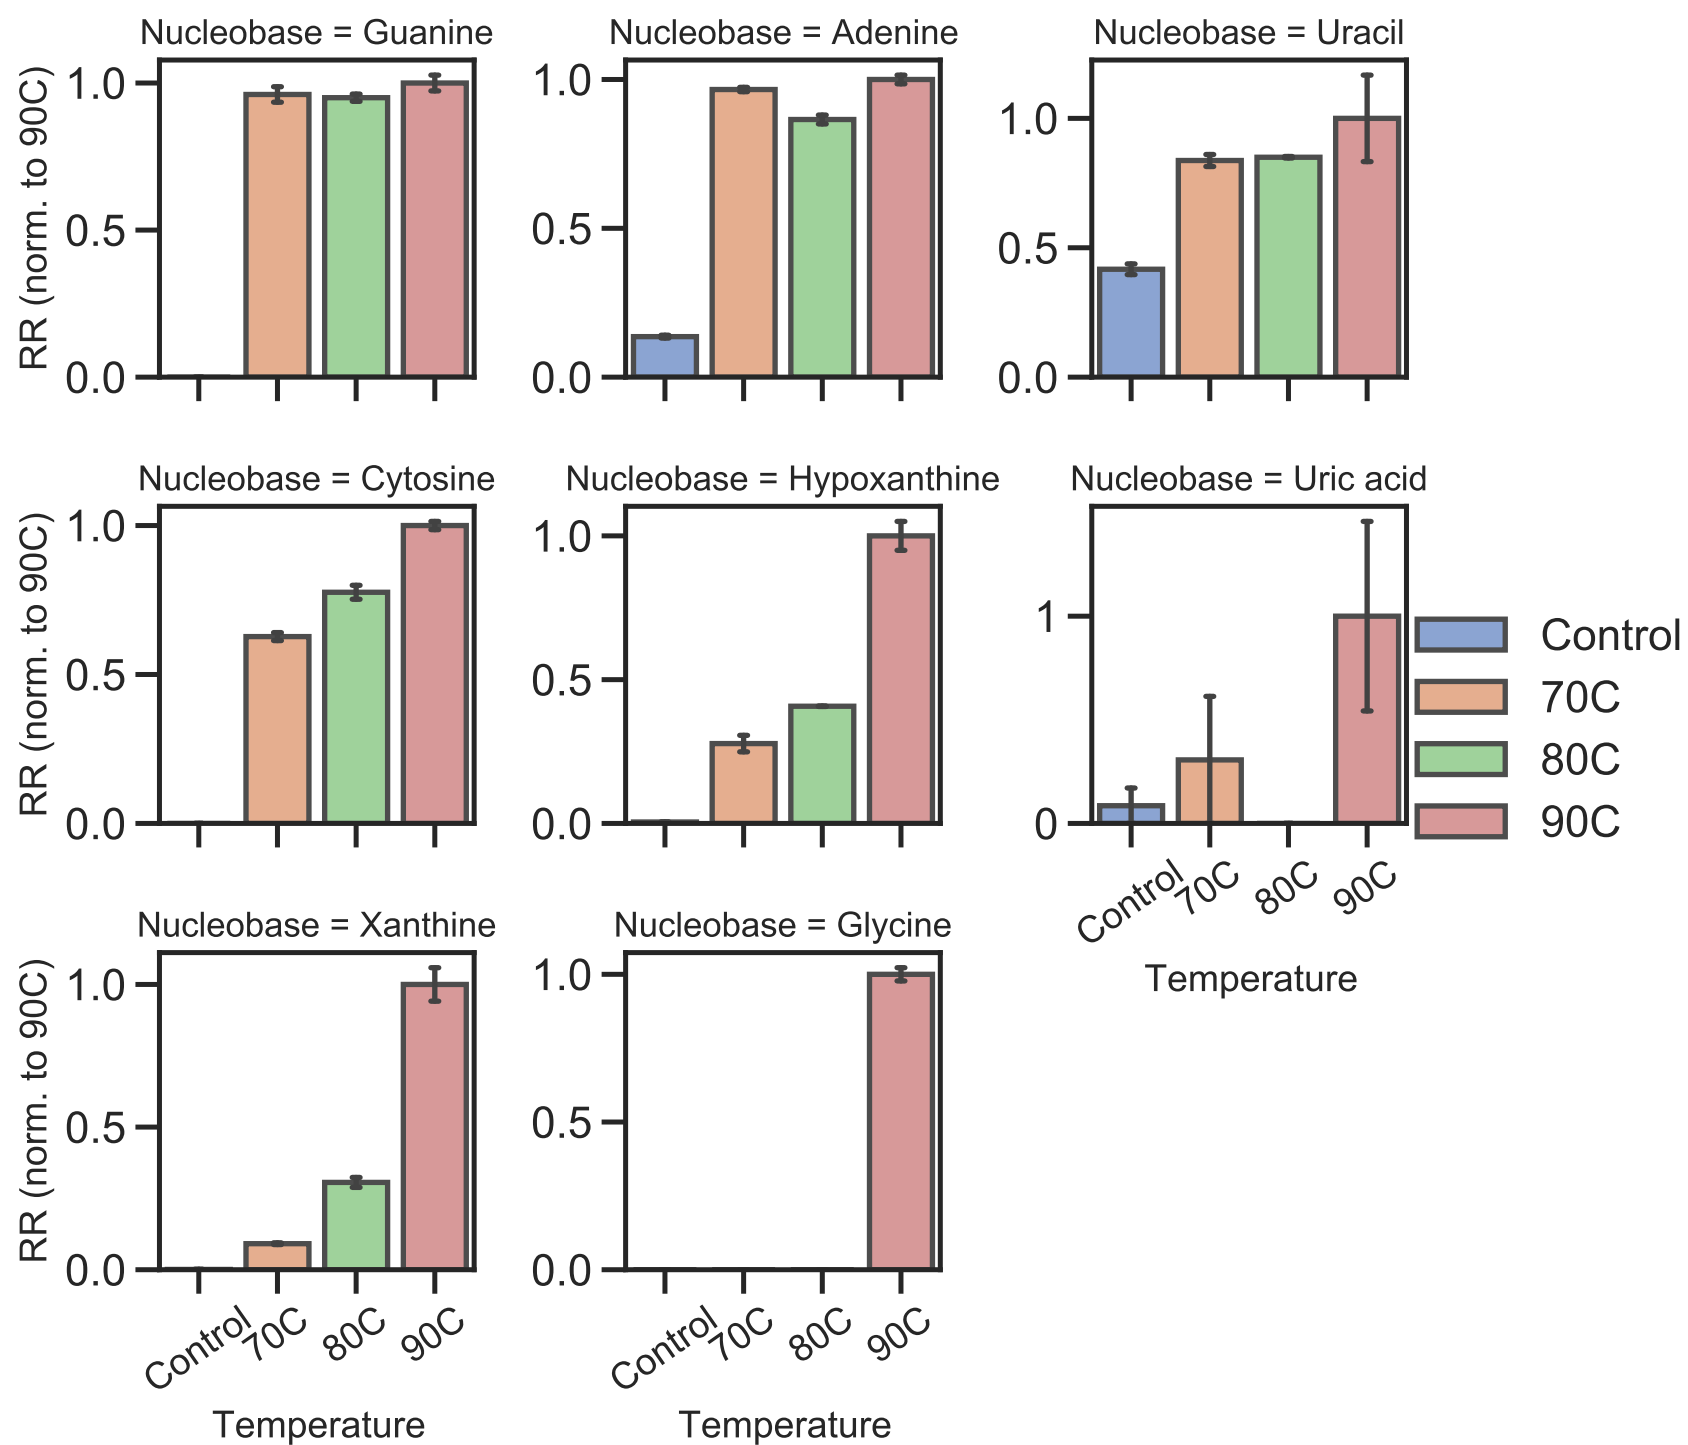 Nucleobase = Guanine
RR (norm. to 90C)
1.0
0.5
0.0
Nucleobase = Adenine
1.0
0.5
0.0
Nucleobase = Uracil
1.0
0.5
0.0
Nucleobase = Cytosine
RR (norm. to 90C)
1.0
0.5
0.0
Nucleobase = Hypoxanthine
1.0
0.5
0.0
Nucleobase = Uric acid
1
0
Control
70C
80C
90C
Temperature
Control
70C
80C
90C
Nucleobase = Xanthine
RR (norm. to 90C)
1.0
0.5
0.0
Control
70C
80C
90C
Temperature
Nucleobase = Glycine
1.0
0.5
0.0
Control
70C
80C
90C
Temperature